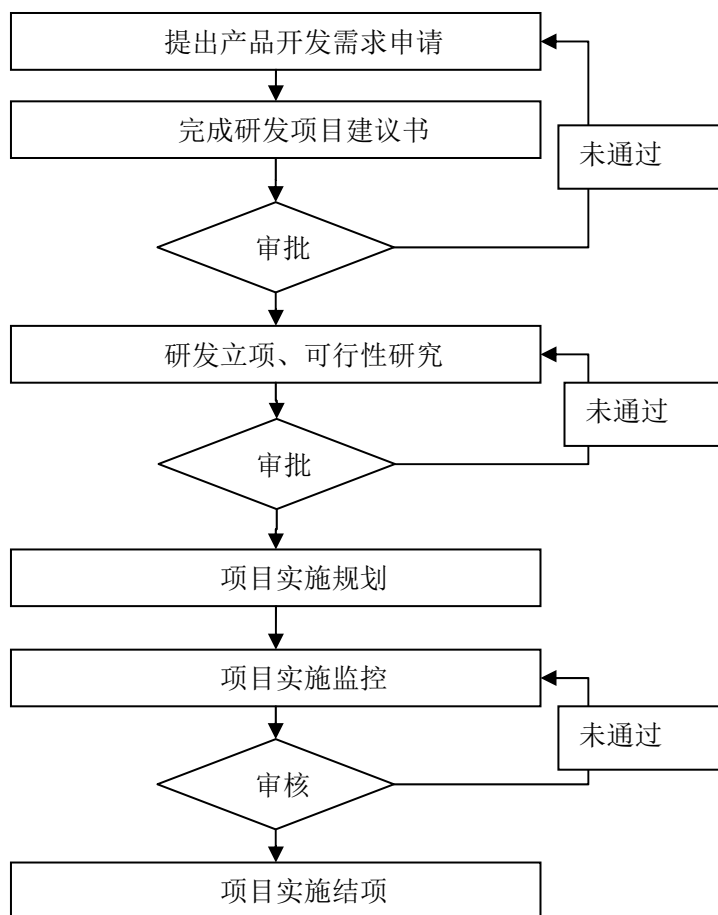 提出产品开发需求申请
完成研发项目建议书
未通过
审批
研发立项、可行性研究
未通过
审批
项目实施规划
项目实施监控
未通过
审核
项目实施结项